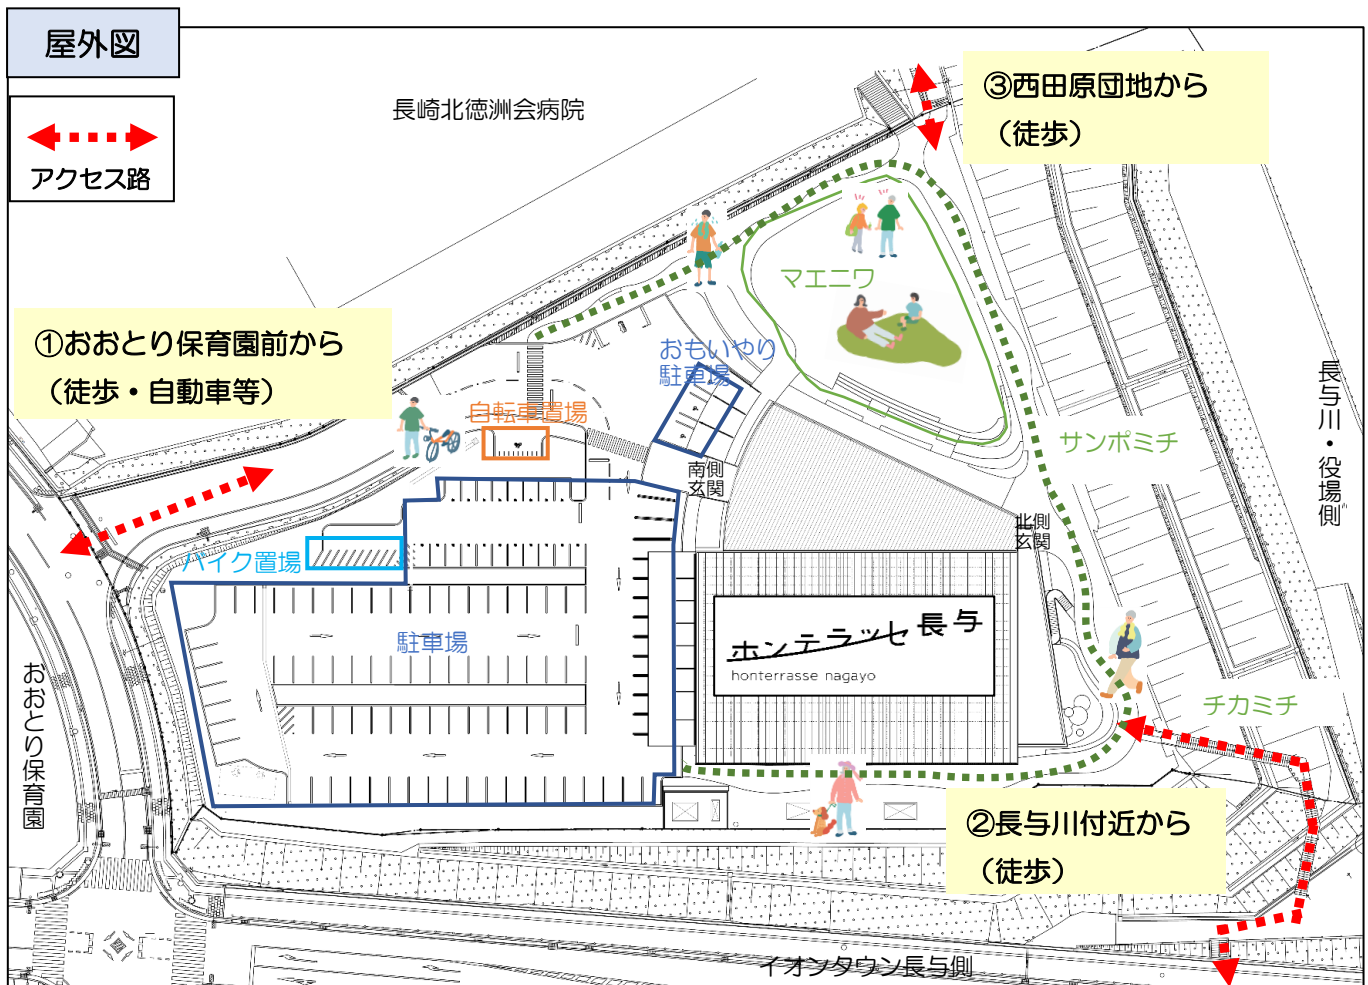 屋外図
アクセス路
長崎北徳洲会病院
③西田原団地から
（徒歩）
マエニワ
①おおとり保育園前から
（徒歩・自動車等）
おもいやり
駐車場
自転車置場
サンポミチ
長与川・役場側
南側
玄関
北側
玄関
バイク置場
駐車場
ホンテラッセ長与
honterrasse nagayo
おおとり保育園
チカミチ
②長与川付近から
（徒歩）
イオンタウン長与側